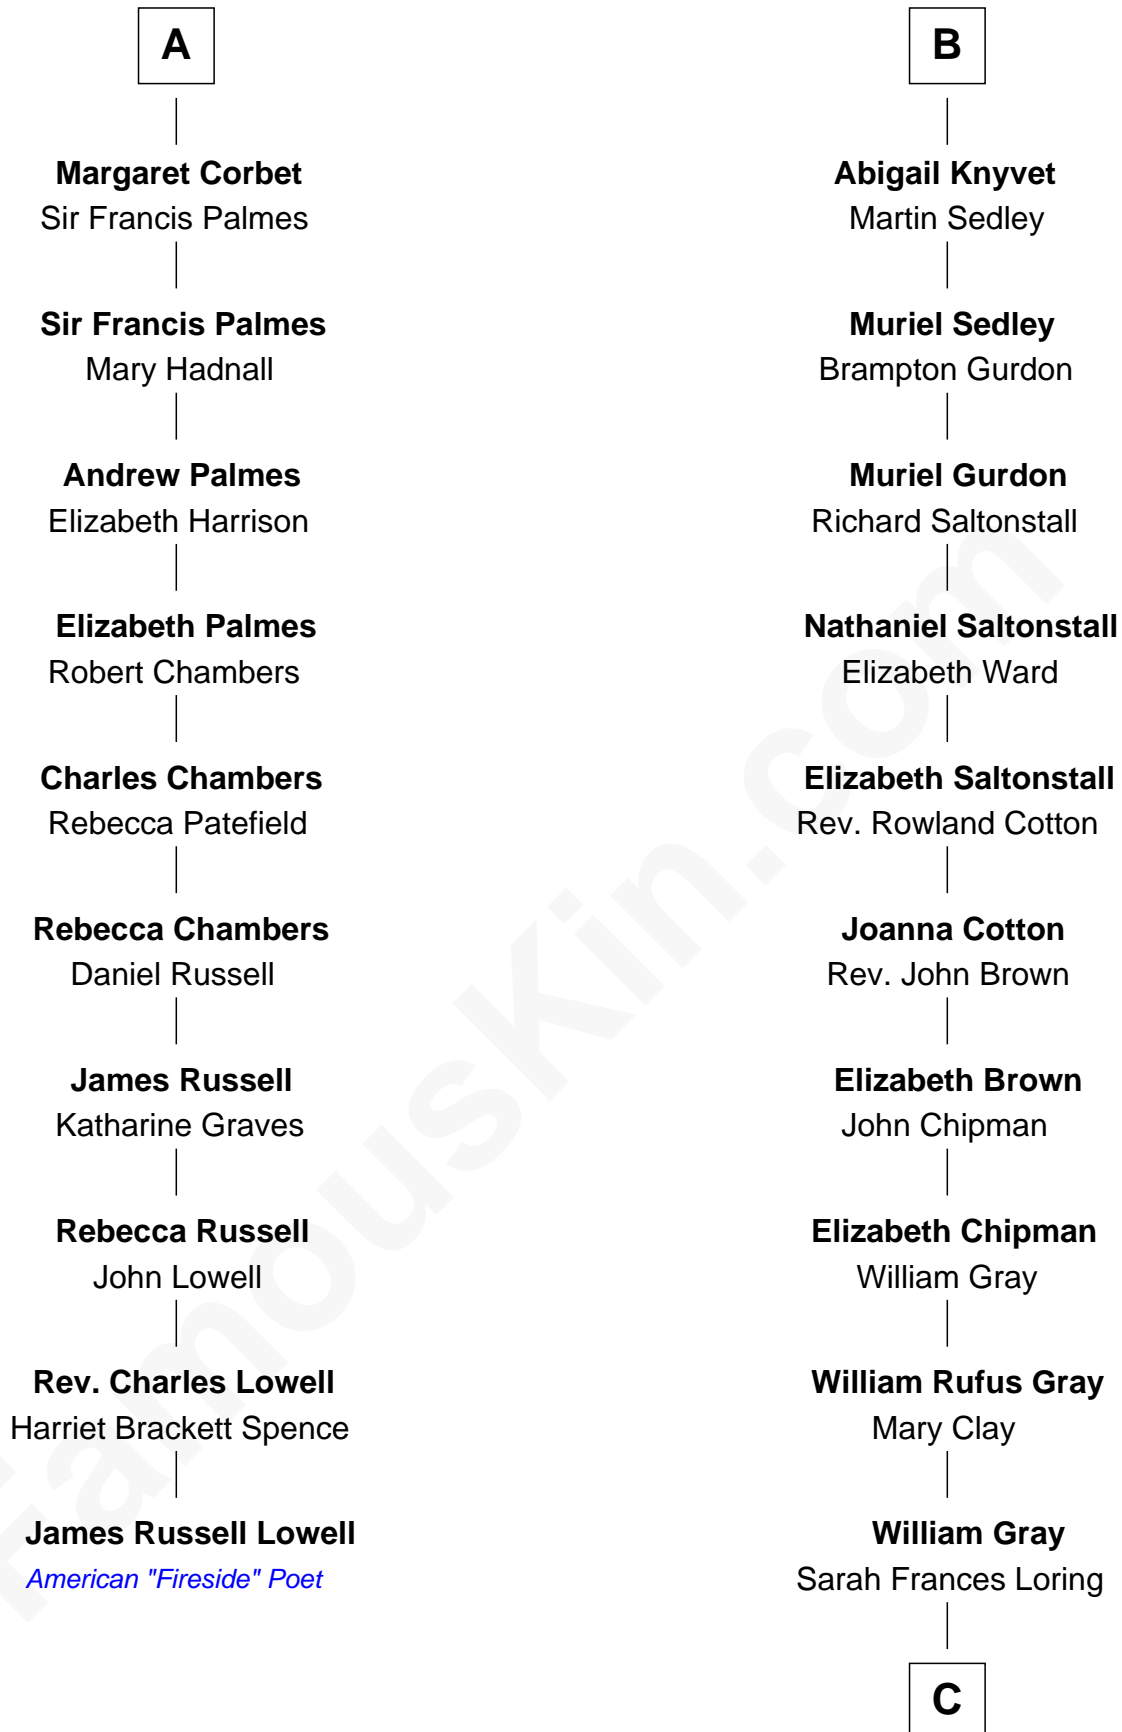 A
Margaret Corbet
Sir Francis Palmes
Sir Francis Palmes
Mary Hadnall
Andrew Palmes
Elizabeth Harrison
Elizabeth Palmes
Robert Chambers
Charles Chambers
Rebecca Patefield
Rebecca Chambers
Daniel Russell
James Russell
Katharine Graves
Rebecca Russell
John Lowell
Rev. Charles Lowell
Harriet Brackett Spence
James Russell Lowell
American "Fireside" Poet
B
Abigail Knyvet
Martin Sedley
Muriel Sedley
Brampton Gurdon
Muriel Gurdon
Richard Saltonstall
Nathaniel Saltonstall
Elizabeth Ward
Elizabeth Saltonstall
Rev. Rowland Cotton
Joanna Cotton
Rev. John Brown
Elizabeth Brown
John Chipman
Elizabeth Chipman
William Gray
William Rufus Gray
Mary Clay
William Gray
Sarah Frances Loring
C
FamousKin.com